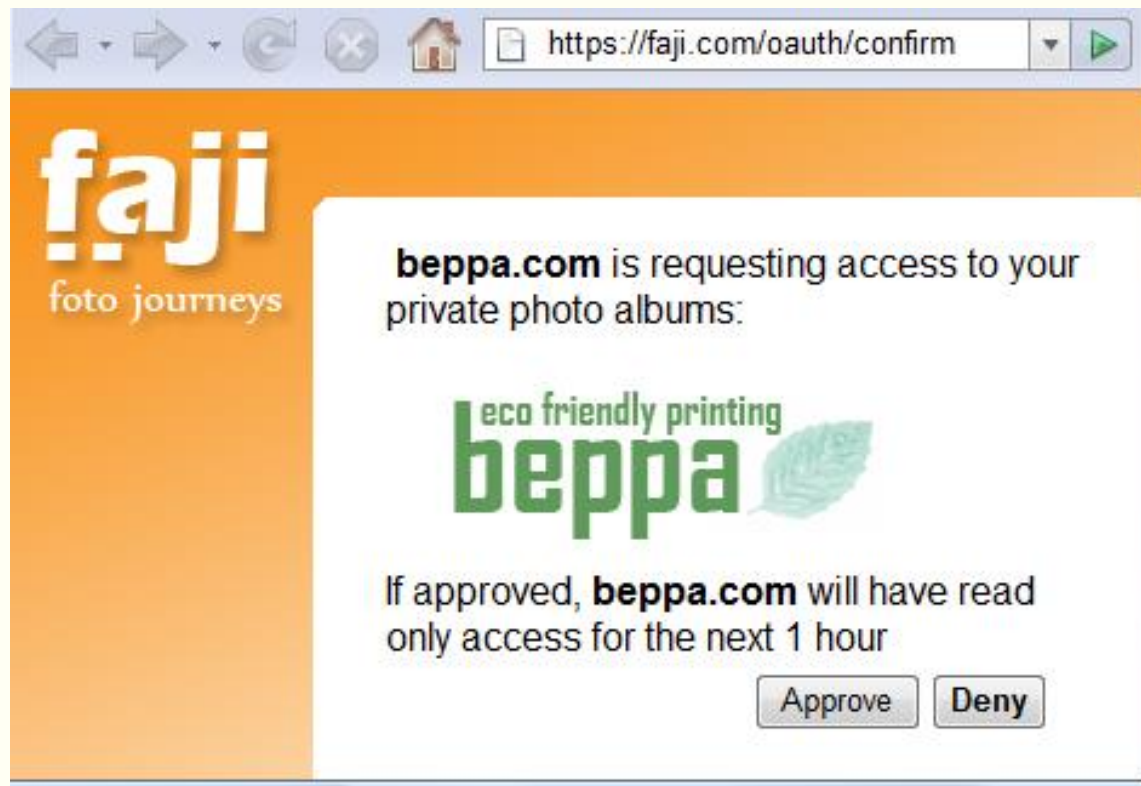 https://faji.com/oauth/confirm
faji
foto journeys
beppa.com is requesting access to your
private photo albums:
eco friendly printing
beppa
If approved, beppa.com will have read
only access for the next 1 hour
Approve Deny